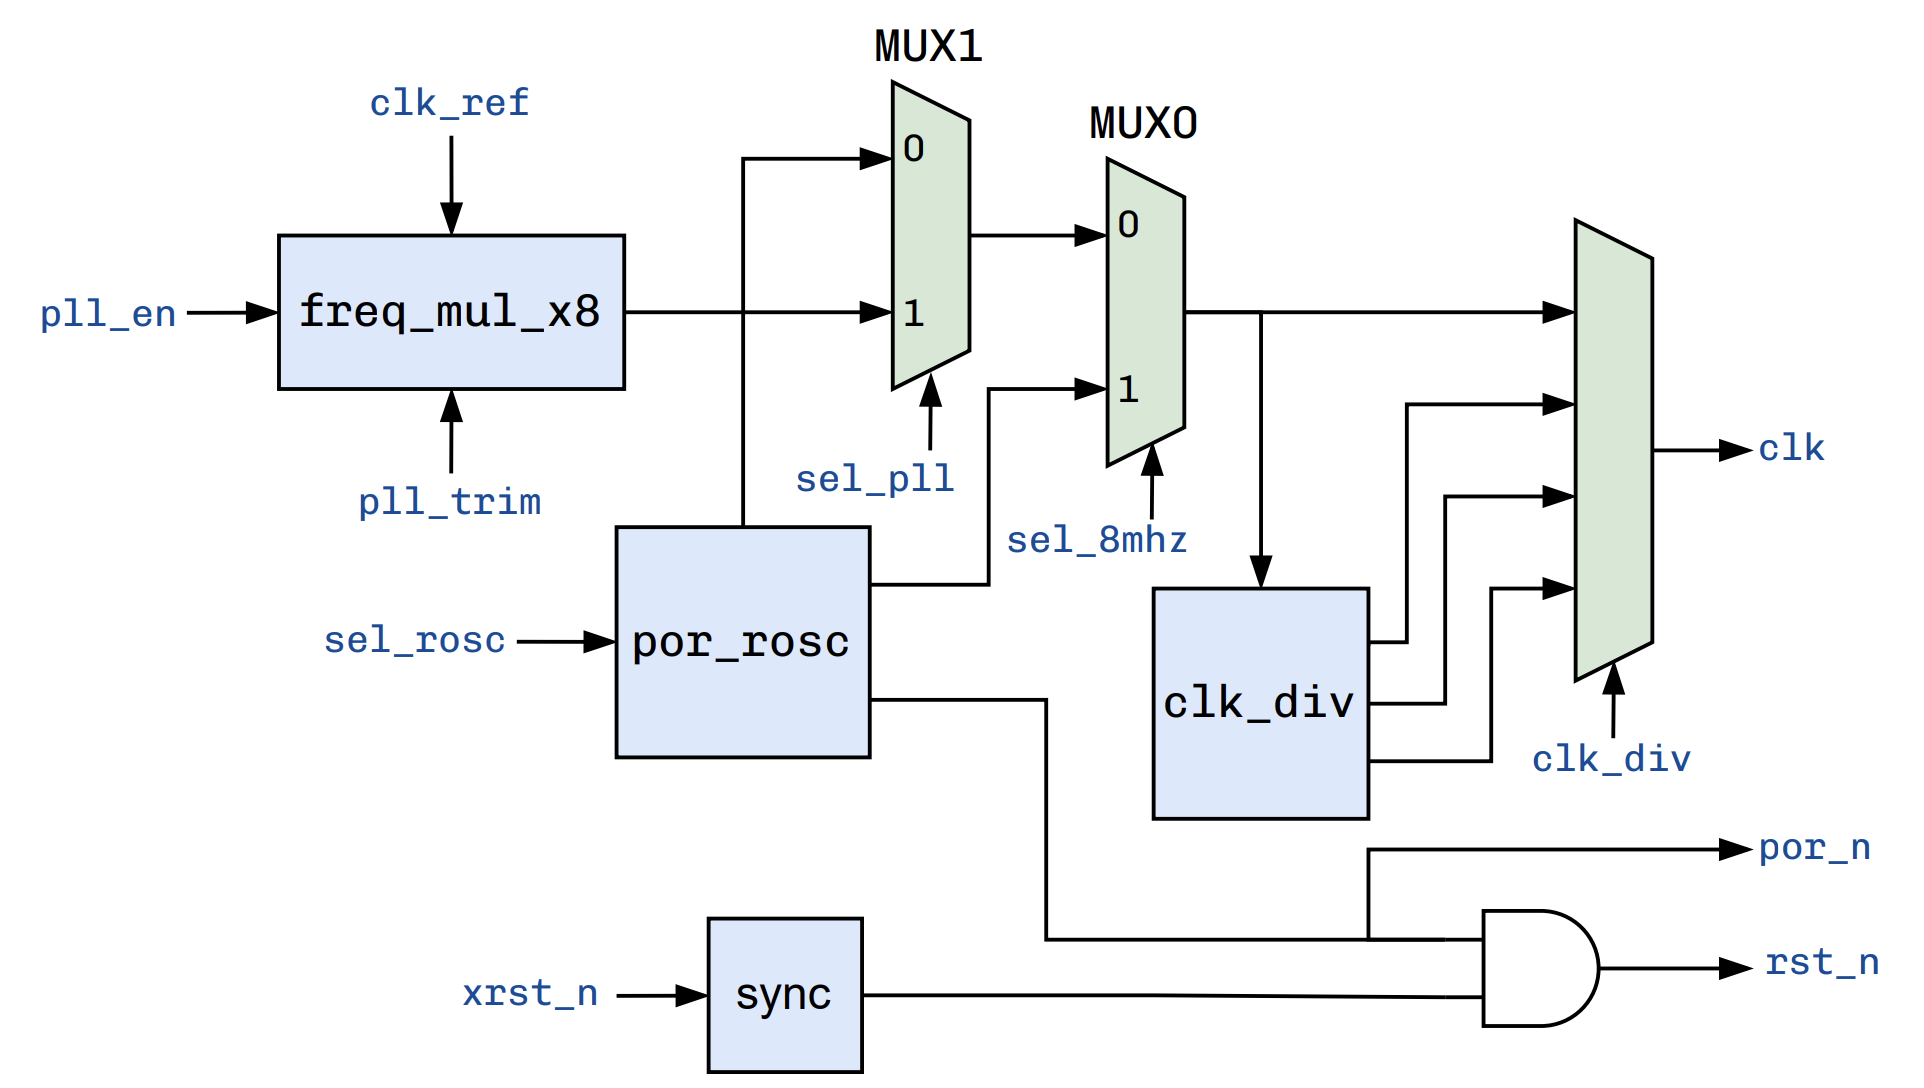 MUX1
clk_ref
MUX0
0
0
pll_en
freq_mul_x8
1
1
clk
sel_pll
pll_trim
sel_8mhz
sel_rosc
por_rosc
clk_div
clk_div
por_n
rst_n
xrst_n
sync